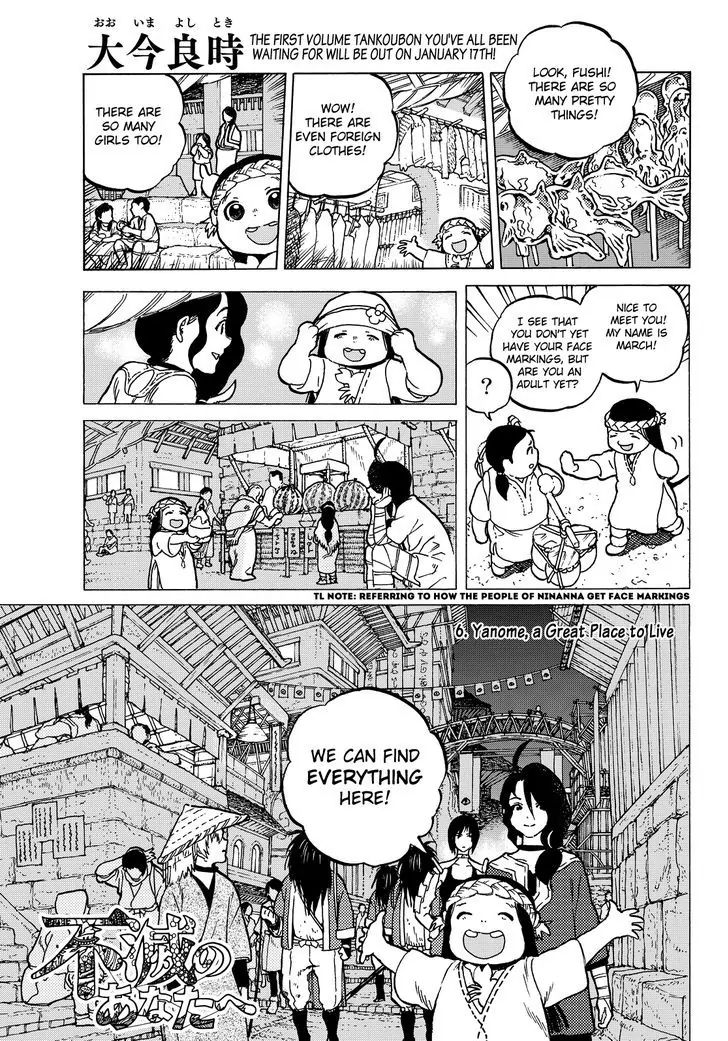 おお いま よし とき
大今良時
THE FIRST VOLUME TANKOUBON YOU'VE ALL BEEN
WAITING FOR WILL BE OUT ON JANUARY 17TH!
LOOK, FUSHI!
THERE ARE SO
MANY PRETTY
THINGS!
WOW!
THERE ARE
EVEN FOREIGN
CLOTHES!
THERE ARE
SO MANY
GIRLS TOO!
NICE TO
MEET YOU!
MY NAME
IS MARCH!
I SEE THAT
YOU DON'T YET
HAVE YOUR FACE
MARKINGS, BUT
ARE YOU AN
ADULT YET?
?
TL NOTE: REFERRING TO HOW THE PEOPLE OF NINANNA GET FACE MARKINGS
6. Yanome, a Great Place to Live
WE CAN FIND
EVERYTHING
HERE!
不滅の
あなたへ